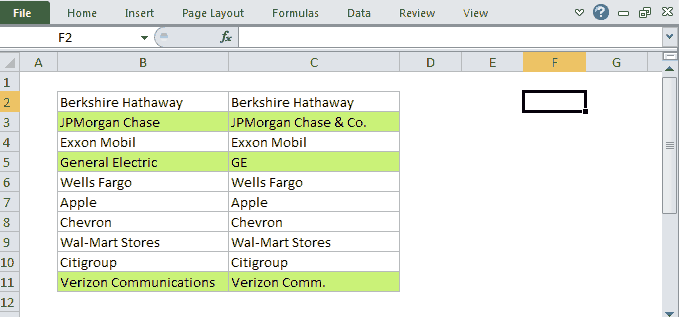 File Home Insert Page Layout Formulas Data Review View
F2 fx
A B C D E F G
1
2 Berkshire Hathaway Berkshire Hathaway
3 JPMorgan Chase JPMorgan Chase & Co.
4 Exxon Mobil Exxon Mobil
5 General Electric GE
6 Wells Fargo Wells Fargo
7 Apple Apple
8 Chevron Chevron
9 Wal-Mart Stores Wal-Mart Stores
10 Citigroup Citigroup
11 Verizon Communications Verizon Comm.
12